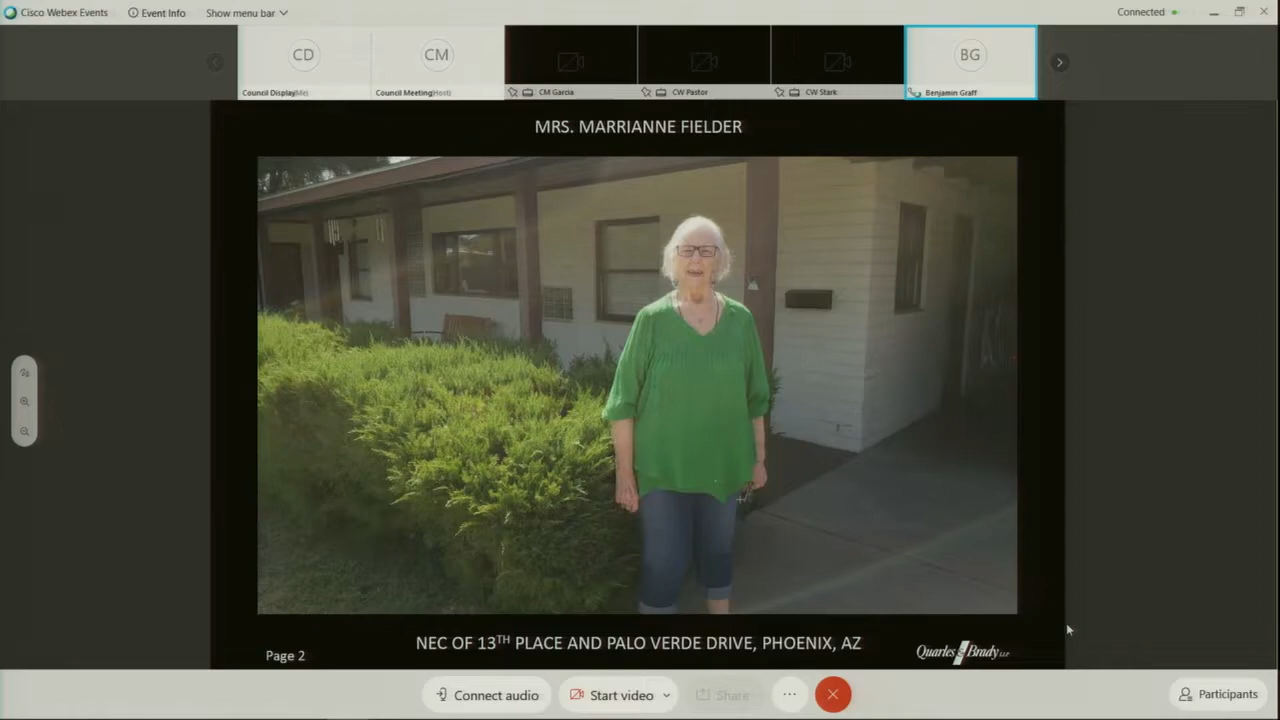 Cisco Webex Events
Event Info
Show menu bar
Connected
CD
CM
BG
Council Display(Me)
Council Meeting(Host)
CM Garcia
CW Pastor
CW Stark
Benjamin Graff
MRS. MARRIANNE FIELDER
NEC OF 13TH PLACE AND PALO VERDE DRIVE, PHOENIX, AZ
Page 2
Quarles & Brady LLP
Connect audio
Start video
Share
Participants